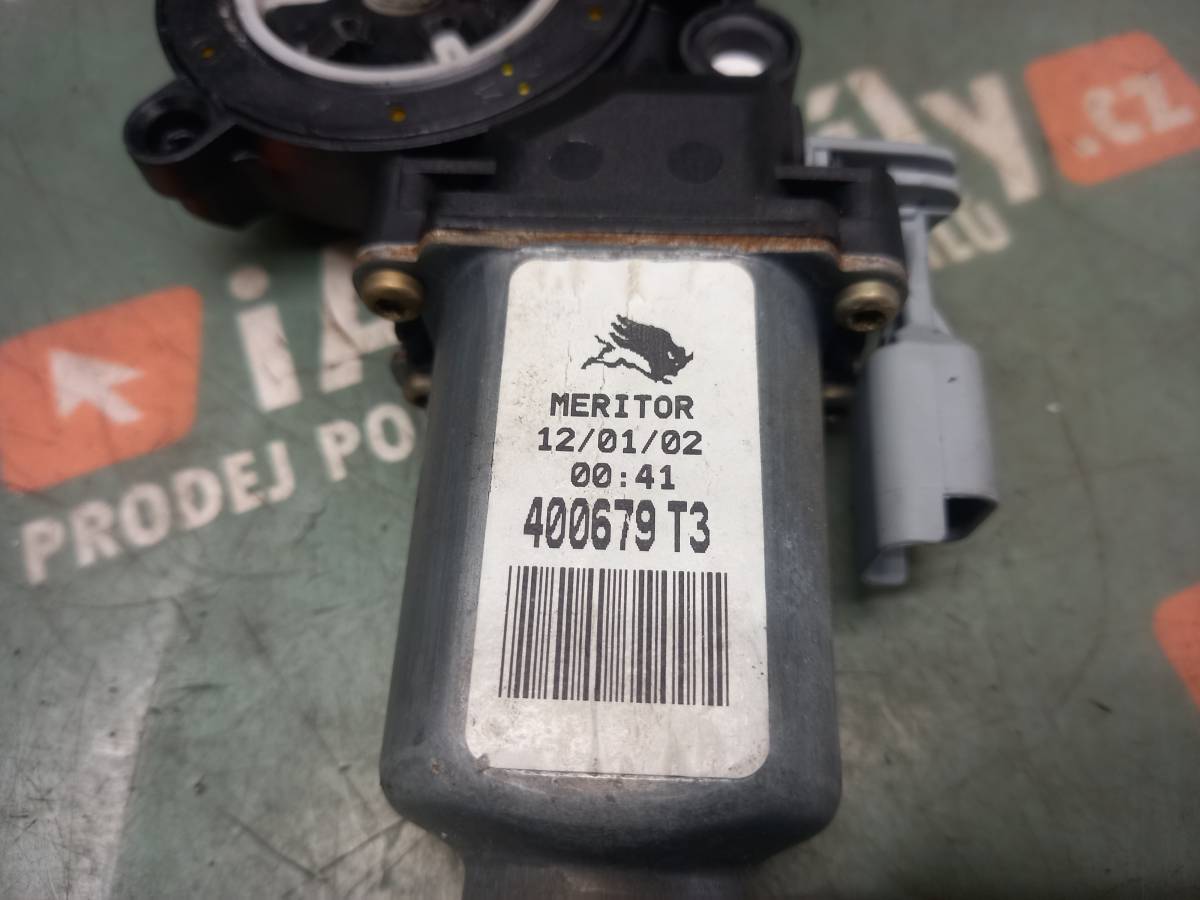 MERITOR
12/01/02
00:41
400679 T3
PRODEJ PO
.cz